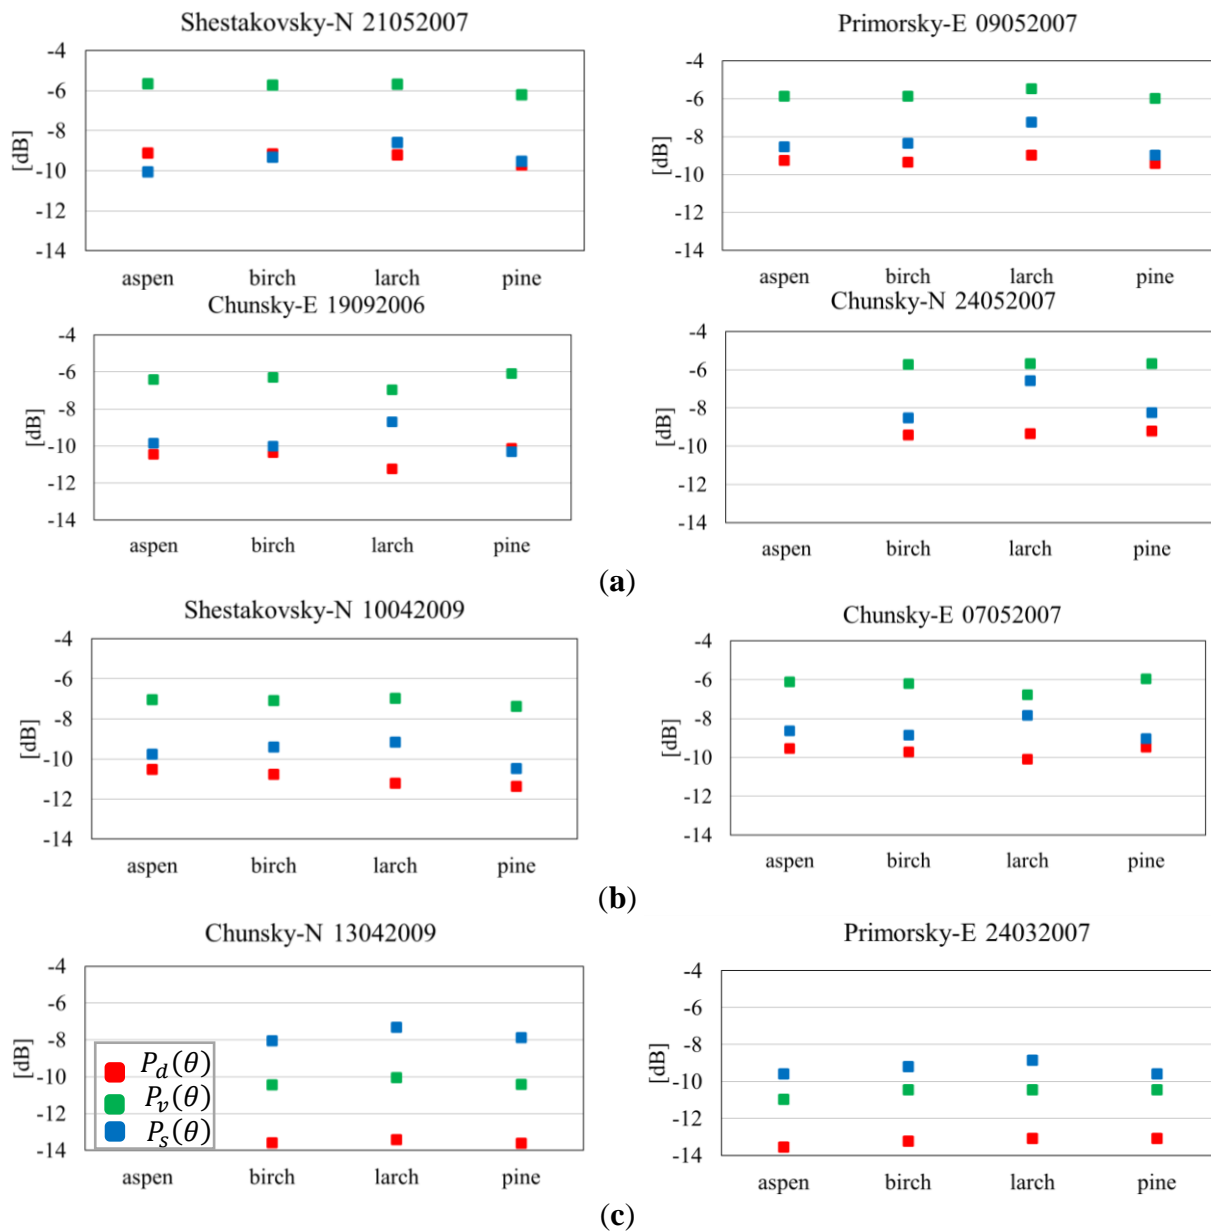 Shestakovsky-N 21052007
[dB]
-4
-6
-8
-10
-12
-14
aspen birch larch pine
Primorsky-E 09052007
[dB]
-4
-6
-8
-10
-12
-14
aspen birch larch pine
Chunsky-E 19092006
[dB]
-4
-6
-8
-10
-12
-14
aspen birch larch pine
Chunsky-N 24052007
[dB]
-4
-6
-8
-10
-12
-14
aspen birch larch pine
(a)
Shestakovsky-N 10042009
[dB]
-4
-6
-8
-10
-12
-14
aspen birch larch pine
Chunsky-E 07052007
[dB]
-4
-6
-8
-10
-12
-14
aspen birch larch pine
(b)
Chunsky-N 13042009
[dB]
-4
-6
-8
-10
-12
-14
P_d(θ)
P_v(θ)
P_s(θ)
aspen birch larch pine
Primorsky-E 24032007
[dB]
-4
-6
-8
-10
-12
-14
aspen birch larch pine
(c)